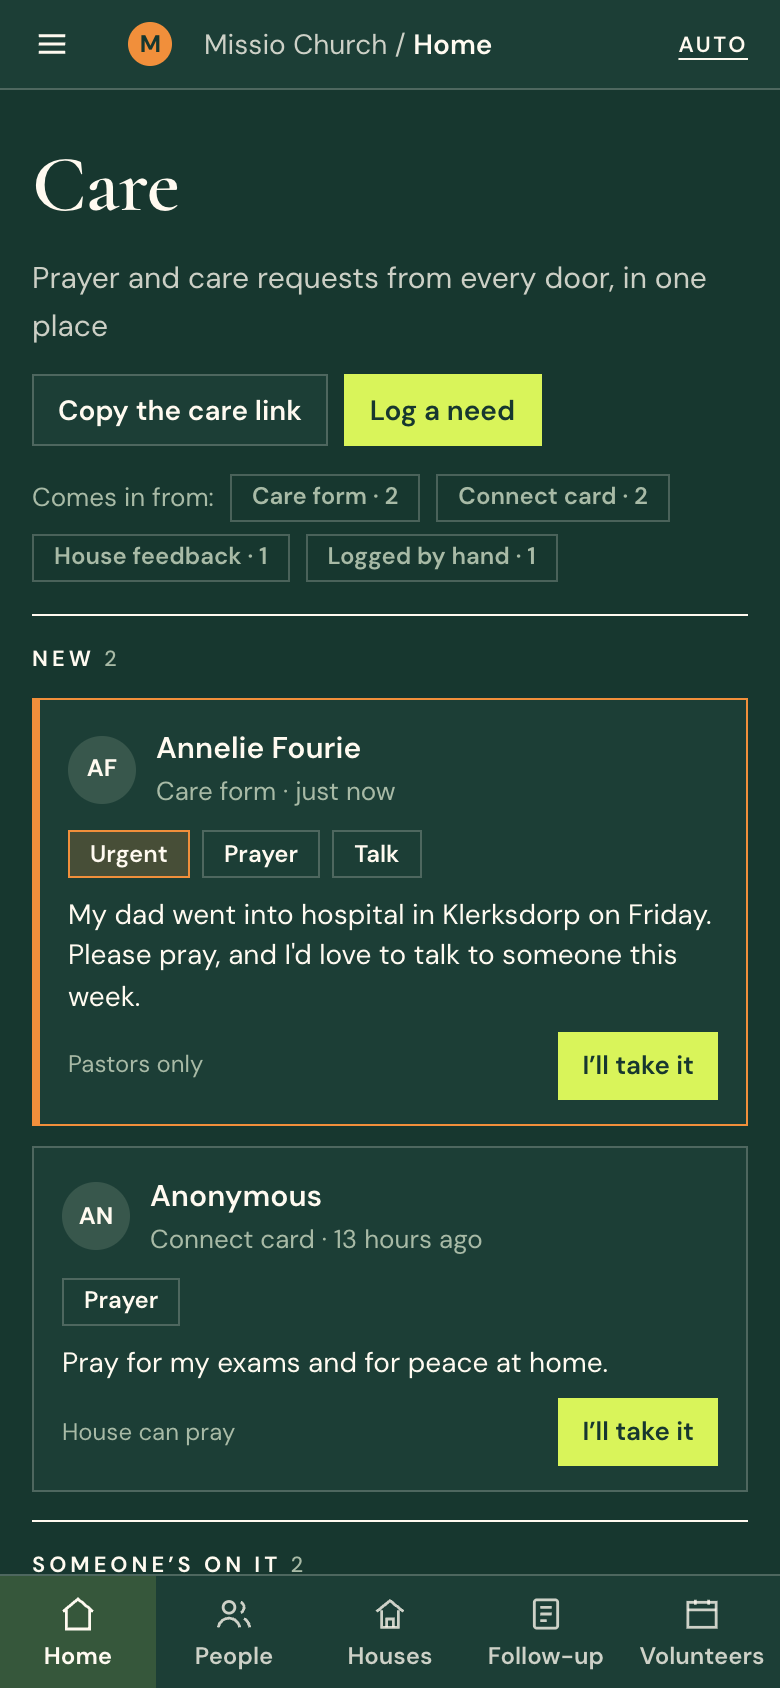 M Missio Church / Home AUTO
Care
Prayer and care requests from every door, in one
place
Copy the care link Log a need
Comes in from: Care form · 2 Connect card · 2
House feedback · 1 Logged by hand · 1
NEW 2
AF Annelie Fourie
Care form · just now
Urgent Prayer Talk
My dad went into hospital in Klerksdorp on Friday.
Please pray, and I'd love to talk to someone this
week.
Pastors only I’ll take it
AN Anonymous
Connect card · 13 hours ago
Prayer
Pray for my exams and for peace at home.
House can pray I’ll take it
SOMEONE’S ON IT 2
Home People Houses Follow-up Volunteers